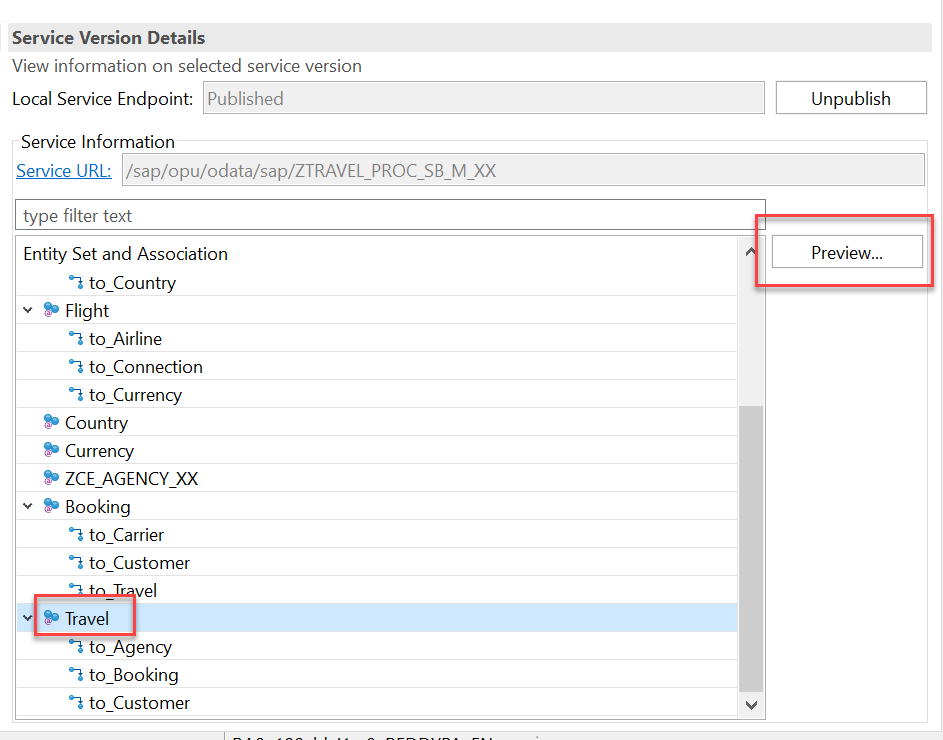 Service Version Details
View information on selected service version
Local Service Endpoint: Published Unpublish
Service Information
Service URL: /sap/opu/odata/sap/ZTRAVEL_PROC_SB_M_XX
type filter text
Preview...
Entity Set and Association
to_Country
Flight
to_Airline
to_Connection
to_Currency
Country
Currency
ZCE_AGENCY_XX
Booking
to_Carrier
to_Customer
to_Travel
Travel
to_Agency
to_Booking
to_Customer